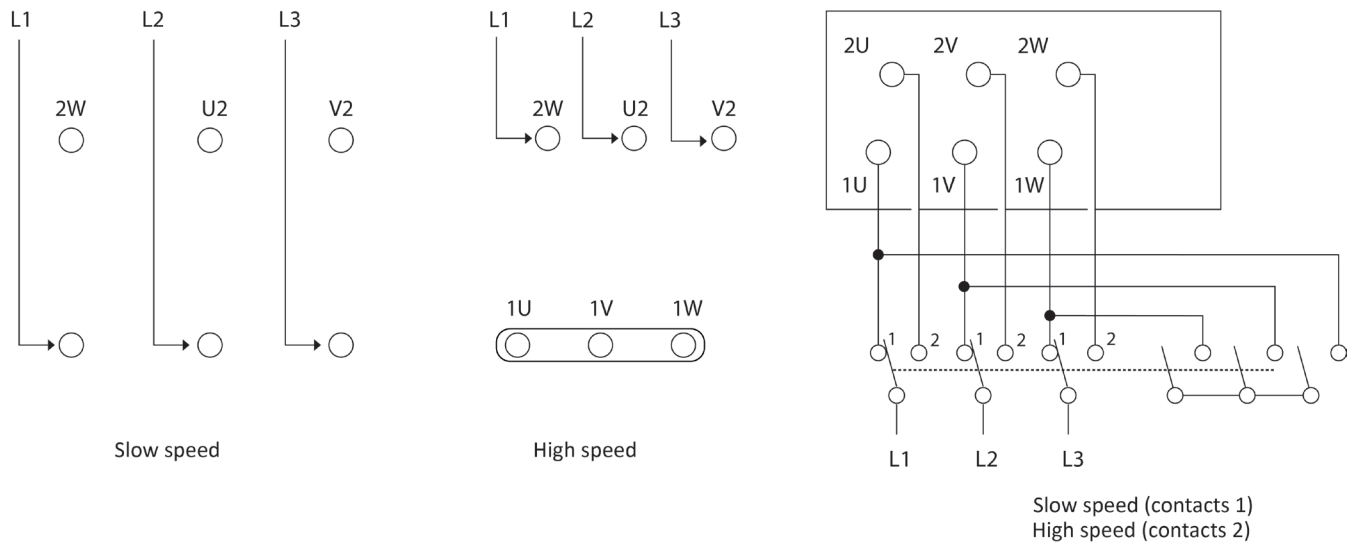 L1 L2 L3
2W U2 V2
Slow speed
L1 L2 L3
2W U2 V2
1U 1V 1W
High speed
2U 2V 2W
1U 1V 1W
1 2 1 2 1 2
L1 L2 L3
Slow speed (contacts 1)
High speed (contacts 2)